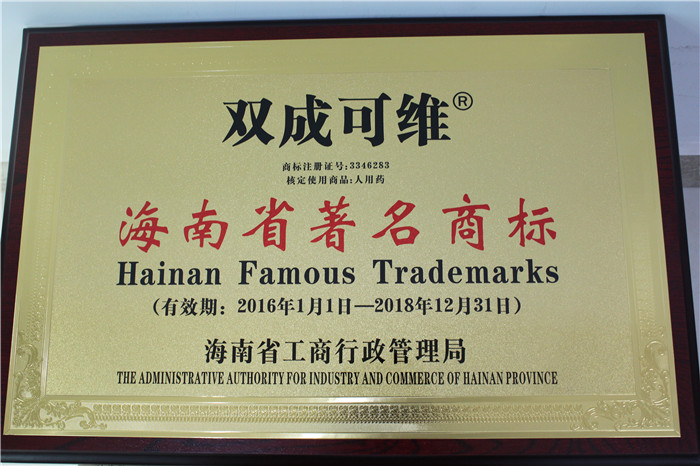 双成可维®
商标注册证号:3346283
核定使用商品:人用药
海南省著名商标
Hainan Famous Trademarks
(有效期：2016年1月1日—2018年12月31日)
海南省工商行政管理局
THE ADMINISTRATIVE AUTHORITY FOR INDUSTRY AND COMMERCE OF HAINAN PROVINCE